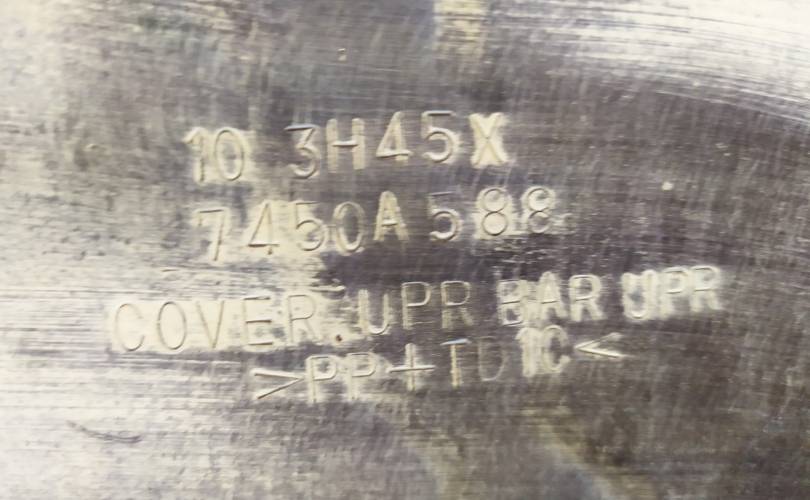 10 3H45X
7450A588
COVER, UPR BAR UPR
>PP+TD10<